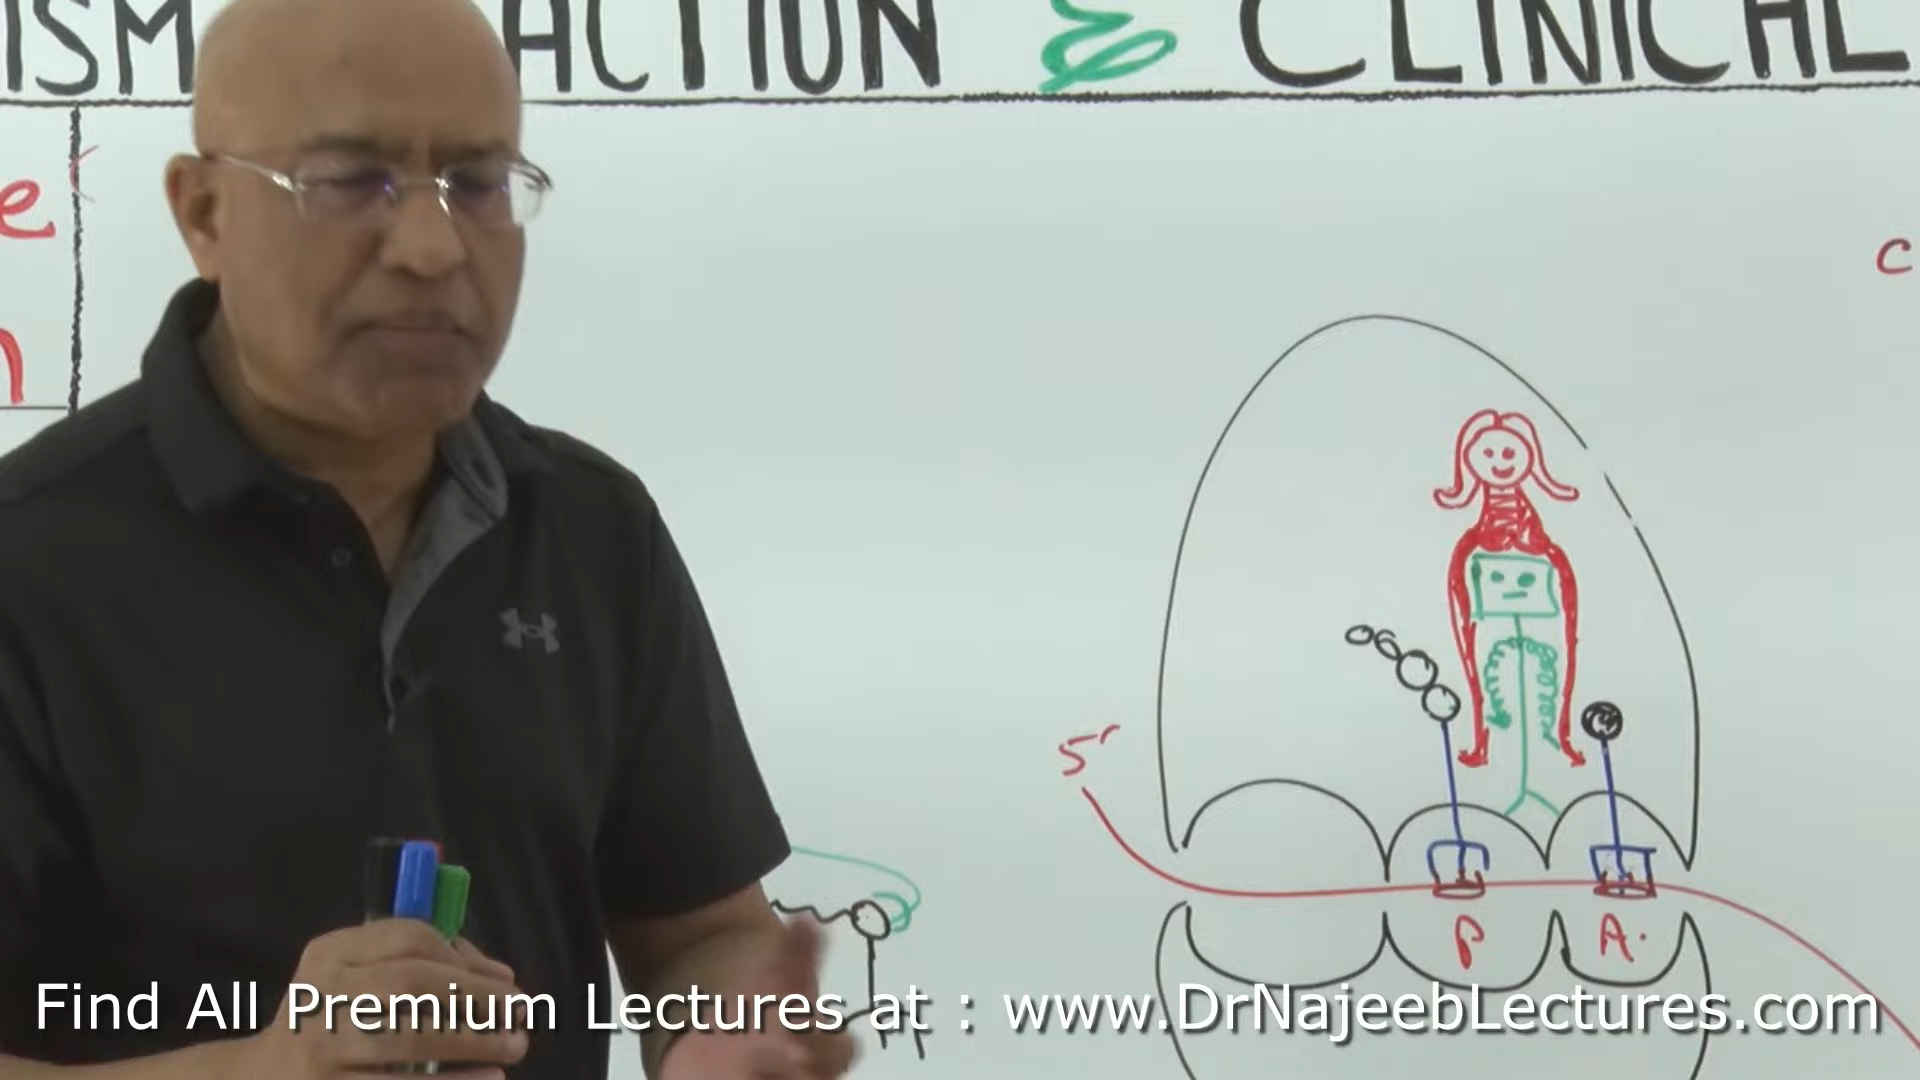 ISM ACTION & CLINICAL
e
n
C
5'
P A.
Find All Premium Lectures at : www.DrNajeebLectures.com